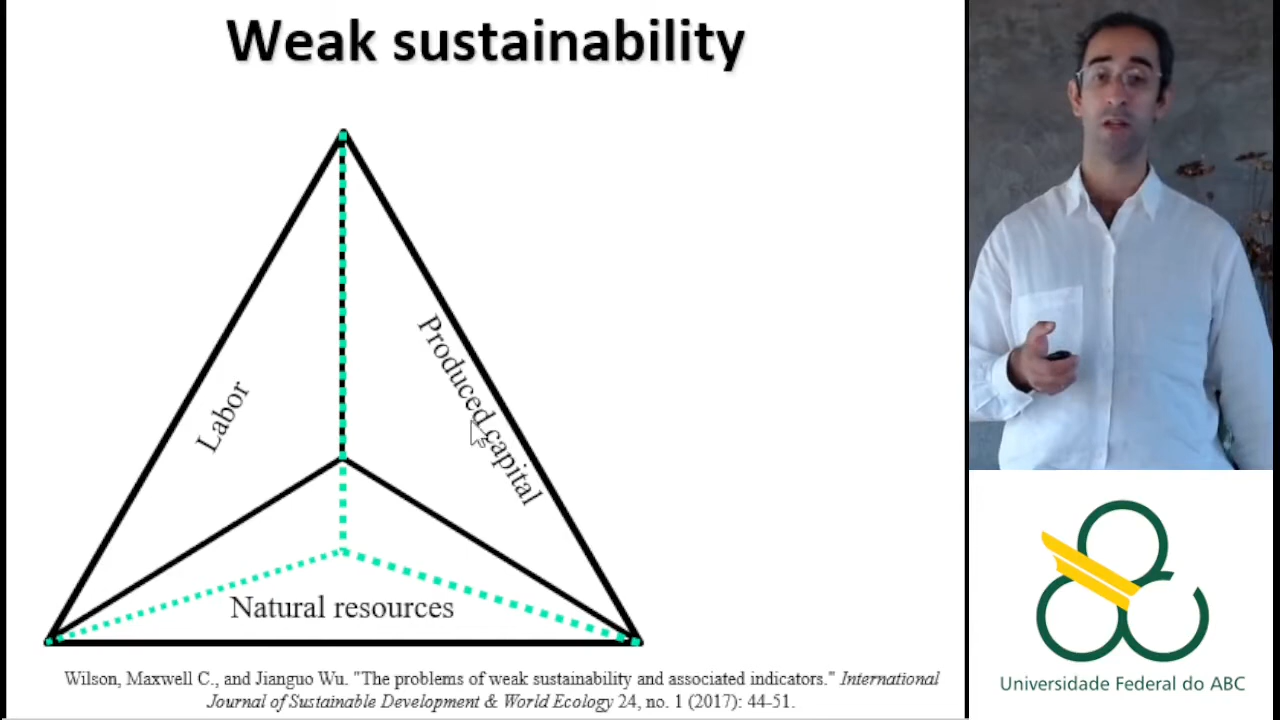 Weak sustainability
Labor
Produced capital
Natural resources
Wilson, Maxwell C., and Jianguo Wu. "The problems of weak sustainability and associated indicators." International
Journal of Sustainable Development & World Ecology 24, no. 1 (2017): 44-51.
Universidade Federal do ABC